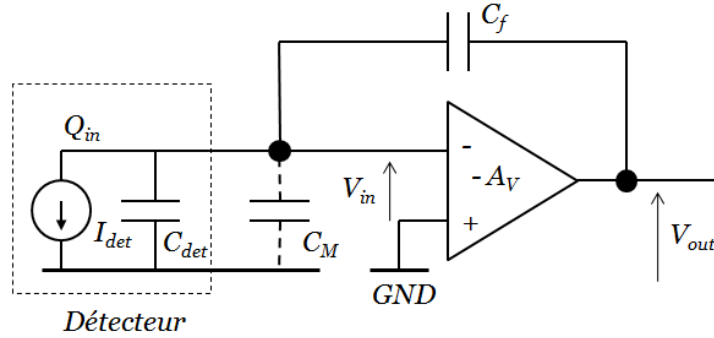 C_f
Q_in
-
- A_V
+
V_in
I_det
C_det
C_M
V_out
GND
Détecteur